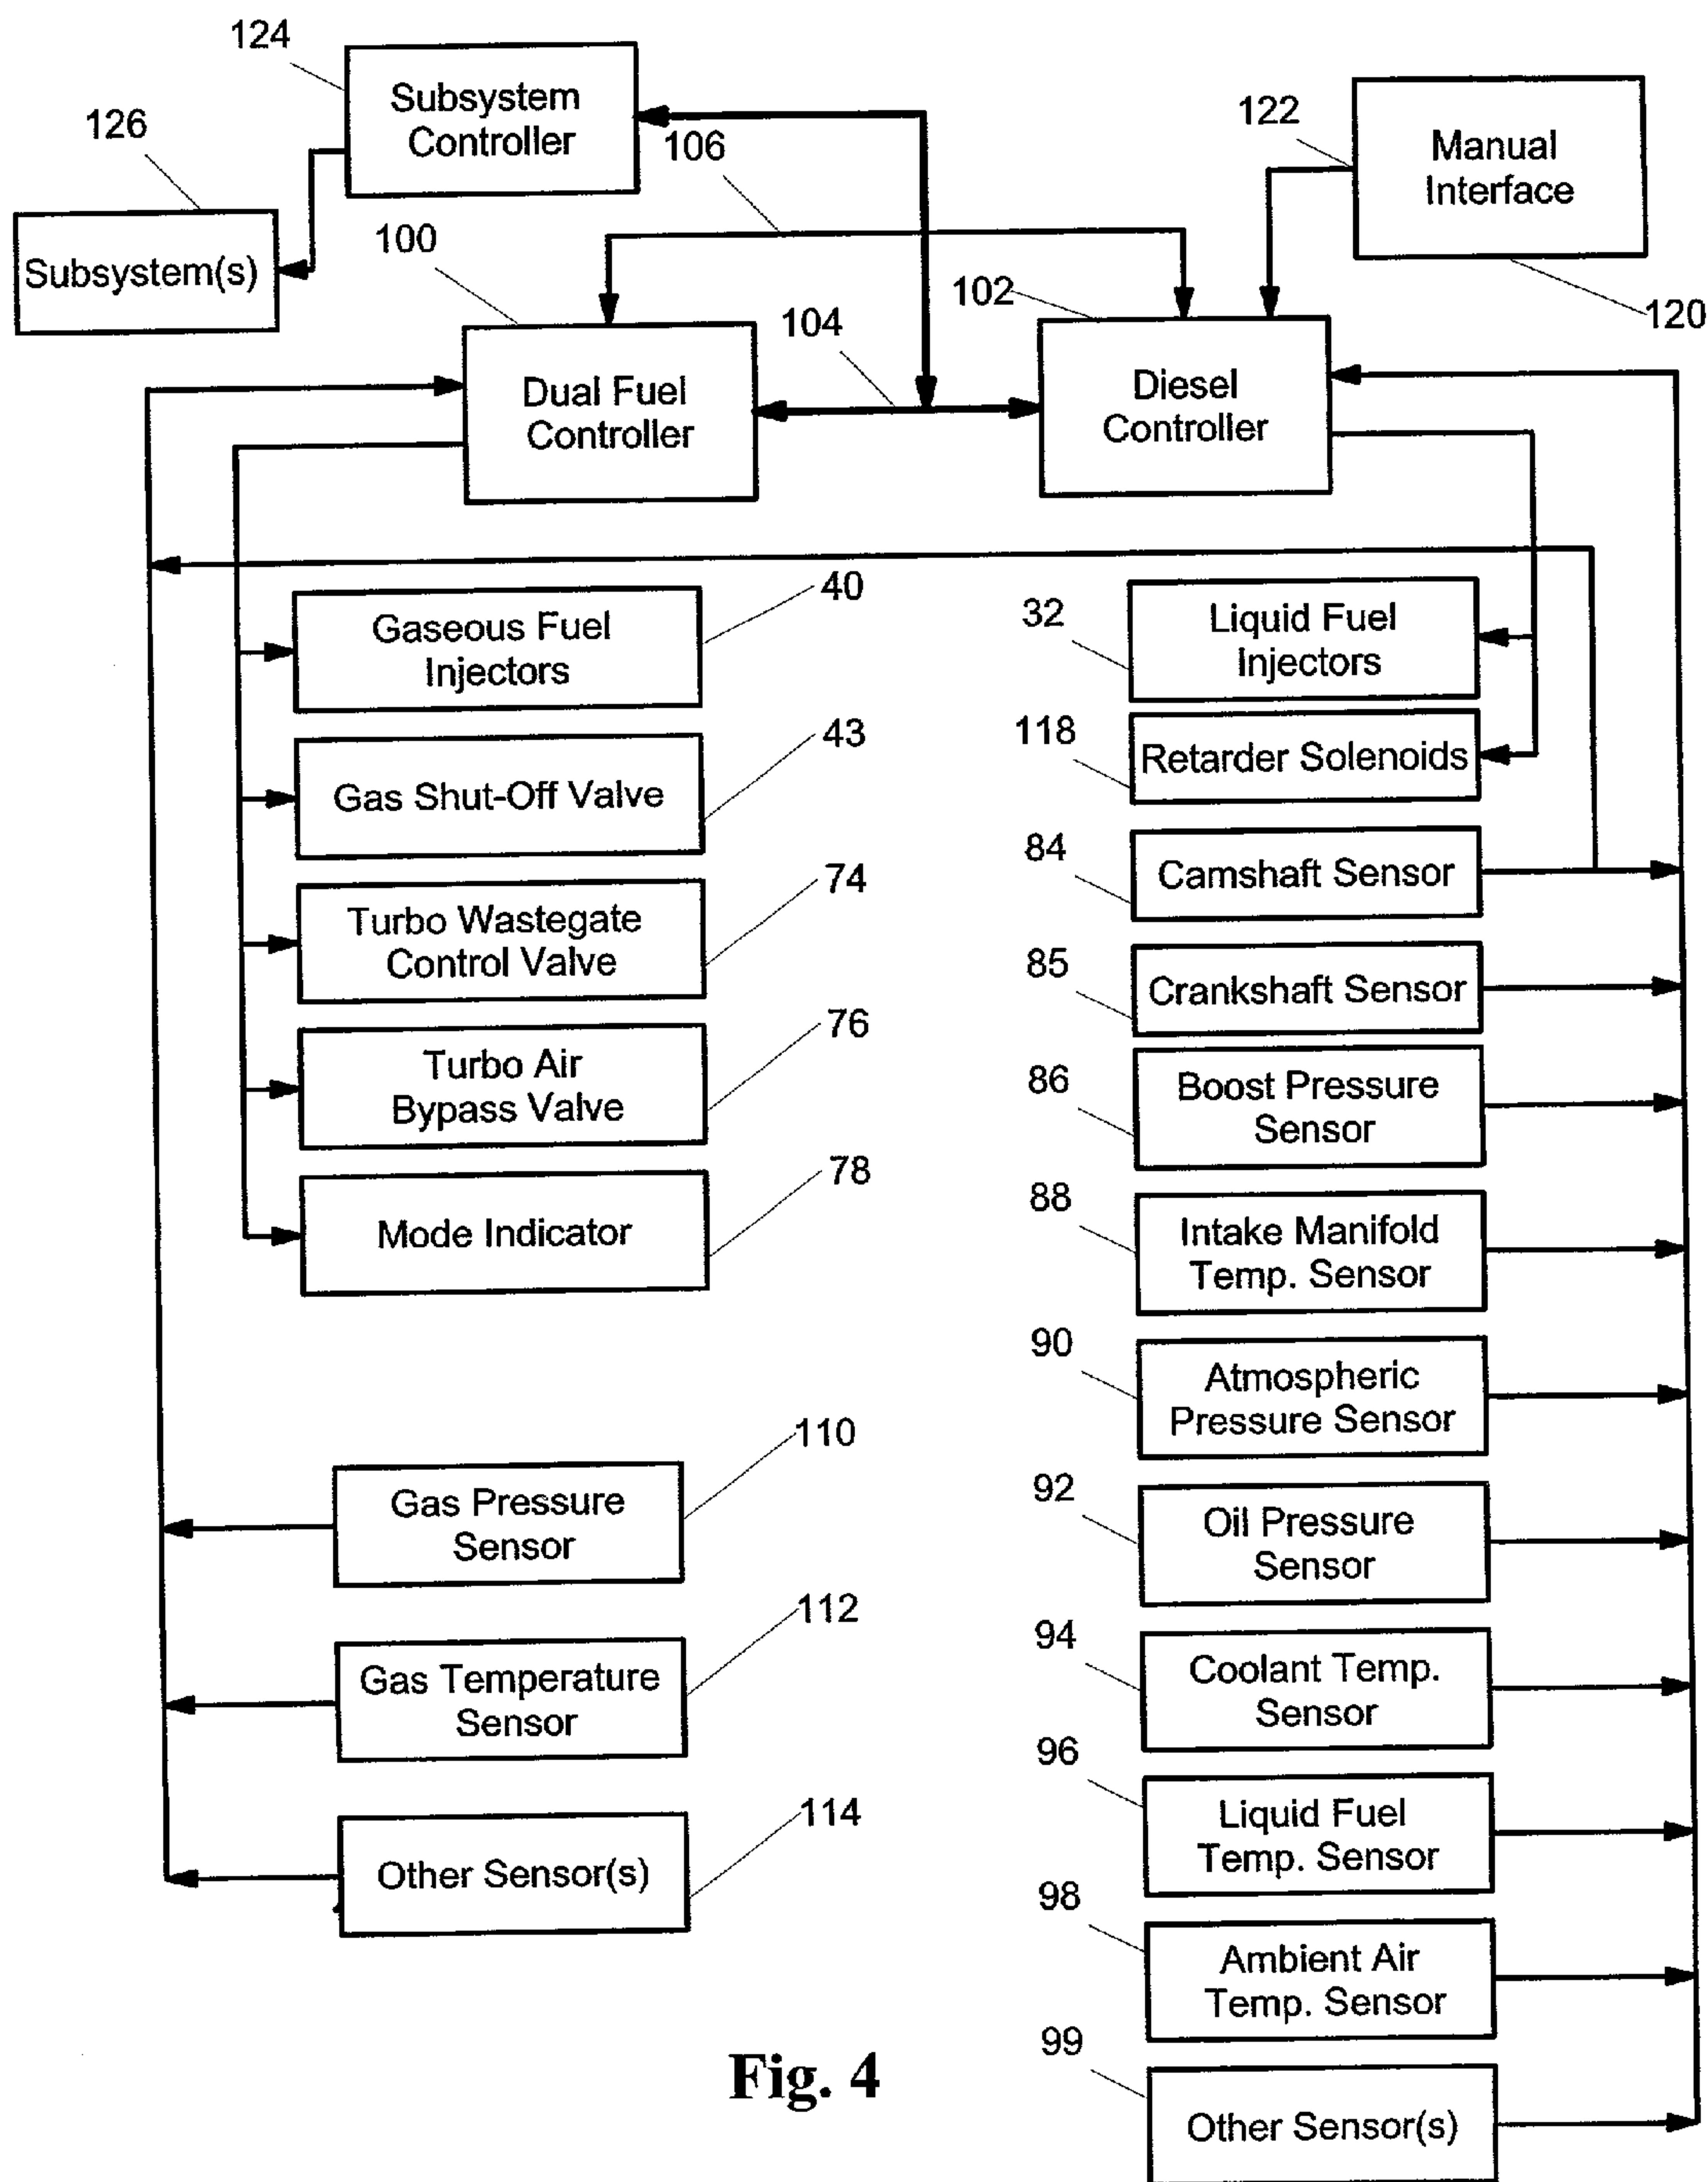 124
Subsystem
Controller
126
Subsystem(s)
106
122
Manual
Interface
120
100
Dual Fuel
Controller
104
102
Diesel
Controller
40
Gaseous Fuel
Injectors
43
Gas Shut-Off Valve
74
Turbo Wastegate
Control Valve
76
Turbo Air
Bypass Valve
78
Mode Indicator
110
Gas Pressure
Sensor
112
Gas Temperature
Sensor
114
Other Sensor(s)
32
Liquid Fuel
Injectors
118
Retarder Solenoids
84
Camshaft Sensor
85
Crankshaft Sensor
86
Boost Pressure
Sensor
88
Intake Manifold
Temp. Sensor
90
Atmospheric
Pressure Sensor
92
Oil Pressure
Sensor
94
Coolant Temp.
Sensor
96
Liquid Fuel
Temp. Sensor
98
Ambient Air
Temp. Sensor
99
Other Sensor(s)
Fig. 4